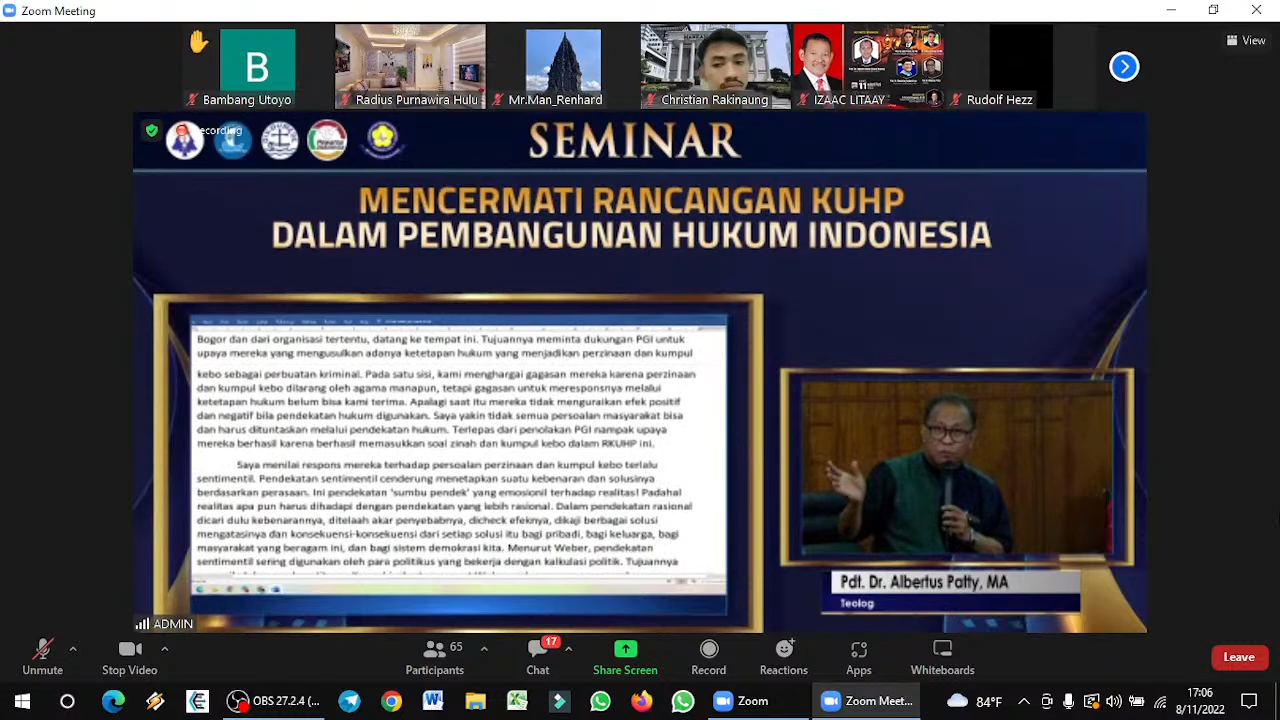 Zoom Meeting
View
B
Bambang Utoyo
Radius Purnawira Hulu
Mr.Man_Renhard
Christian Rakinaung
IZAAC LITAAY
Rudolf Hezz
Recording
SEMINAR
MENCERMATI RANCANGAN KUHP
DALAM PEMBANGUNAN HUKUM INDONESIA
Bogor dan dari organisasi tertentu, datang ke tempat ini. Tujuannya meminta dukungan PGI untuk
upaya mereka yang mengusulkan adanya ketetapan hukum yang menjadikan perzinaan dan kumpul
kebo sebagai perbuatan kriminal. Pada satu sisi, kami menghargai gagasan mereka karena perzinaan
dan kumpul kebo dilarang oleh agama manapun, tetapi gagasan untuk meresponsnya melalui
ketetapan hukum belum bisa kami terima. Apalagi saat itu mereka tidak menguraikan efek positif
dan negatif bila pendekatan hukum digunakan. Saya yakin tidak semua persoalan masyarakat bisa
dan harus dituntaskan melalui pendekatan hukum. Terlepas dari penolakan PGI nampak upaya
mereka berhasil karena berhasil memasukkan soal zinah dan kumpul kebo dalam RKUHP ini.
Saya menilai respons mereka terhadap persoalan perzinaan dan kumpul kebo terlalu
sentimentil. Pendekatan sentimentil cenderung menetapkan suatu kebenaran dan solusinya
berdasarkan perasaan. Ini pendekatan 'sumbu pendek' yang emosionil terhadap realitas! Padahal
realitas apa pun harus dihadapi dengan pendekatan yang lebih rasional. Dalam pendekatan rasional
dicari dulu kebenarannya, ditelaah akar penyebabnya, dicheck efeknya, dikaji berbagai solusi
mengatasinya dan konsekuensi-konsekuensi dari setiap solusi itu bagi pribadi, bagi keluarga, bagi
masyarakat yang beragam ini, dan bagi sistem demokrasi kita. Menurut Weber, pendekatan
sentimentil sering digunakan oleh para politikus yang bekerja dengan kalkulasi politik. Tujuannya
Pdt. Dr. Albertus Patty, MA
Teolog
ADMIN
Unmute
Stop Video
65
Participants
17
Chat
Share Screen
Record
Reactions
Apps
Whiteboards
Leave
OBS 27.2.4 (...
Zoom
Zoom Meet...
84°F
17:06
8/11/2022